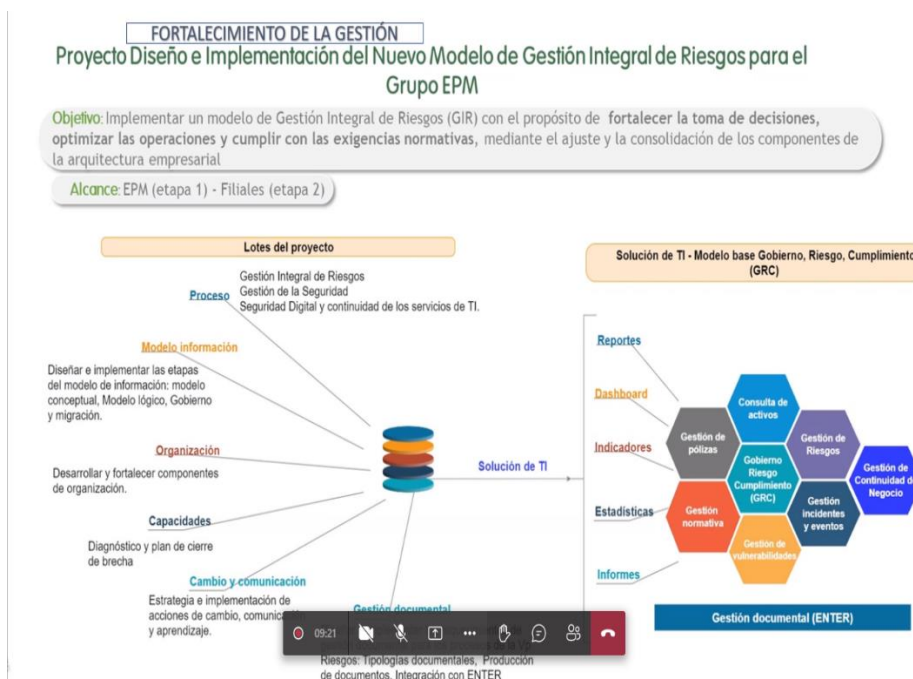 FORTALECIMIENTO DE LA GESTIÓN
Proyecto Diseño e Implementación del Nuevo Modelo de Gestión Integral de Riesgos para el
Grupo EPM
Objetivo: Implementar un modelo de Gestión Integral de Riesgos (GIR) con el propósito de fortalecer la toma de decisiones,
optimizar las operaciones y cumplir con las exigencias normativas, mediante el ajuste y la consolidación de los componentes de
la arquitectura empresarial
Alcance: EPM (etapa 1) - Filiales (etapa 2)
Lotes del proyecto
Proceso
Gestión Integral de Riesgos
Gestión de la Seguridad
Seguridad Digital y continuidad de los servicios de TI.
Modelo información
Diseñar e implementar las etapas
del modelo de información: modelo
conceptual, Modelo lógico, Gobierno
y migración.
Organización
Desarrollar y fortalecer componentes
de organización.
Capacidades
Diagnóstico y plan de cierre
de brecha
Cambio y comunicación
Estrategia e implementación de
acciones de cambio, comunicación
y aprendizaje.
Gestión documental
Riesgos: Tipologías documentales, Producción
de documentos, Integración con ENTER
Solución de TI
Solución de TI - Modelo base Gobierno, Riesgo, Cumplimiento
(GRC)
Reportes
Dashboard
Indicadores
Estadísticas
Informes
Consulta de
activos
Gestión de
pólizas
Gestión de
Riesgos
Gobierno
Riesgo
Cumplimiento
(GRC)
Gestión de
Continuidad de
Negocio
Gestión
normativa
Gestión
incidentes
y eventos
Gestión de
vulnerabilidades
Gestión documental (ENTER)
09:21